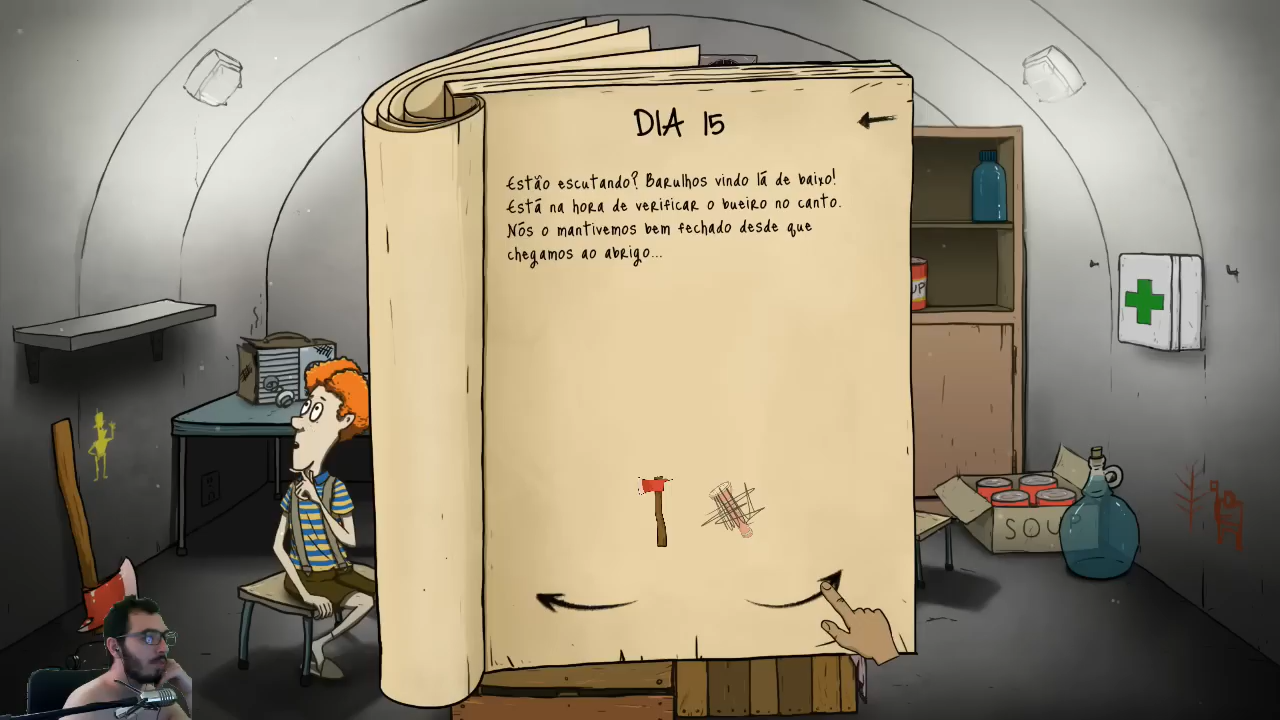 DIA 15
Estão escutando? Barulhos vindo lá de baixo!
Está na hora de verificar o bueiro no canto.
Nós o mantivemos bem fechado desde que
chegamos ao abrigo...
UP
SOUP